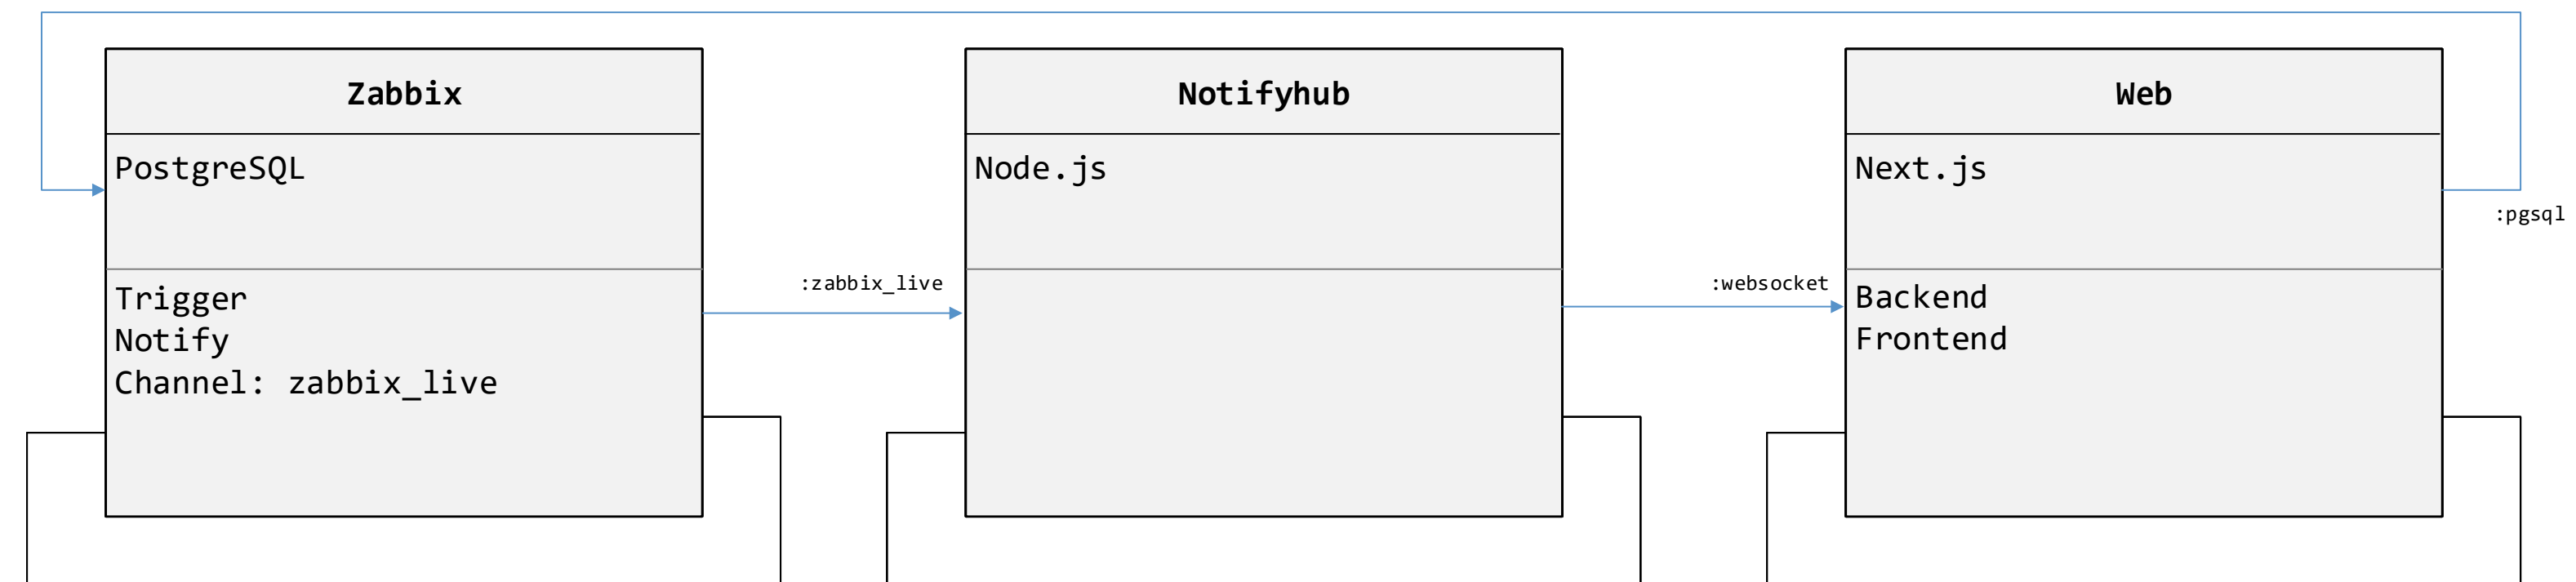 Zabbix
PostgreSQL
Trigger
Notify
Channel: zabbix_live
:zabbix_live
Notifyhub
Node.js
:websocket
Web
Next.js
Backend
Frontend
:pgsql